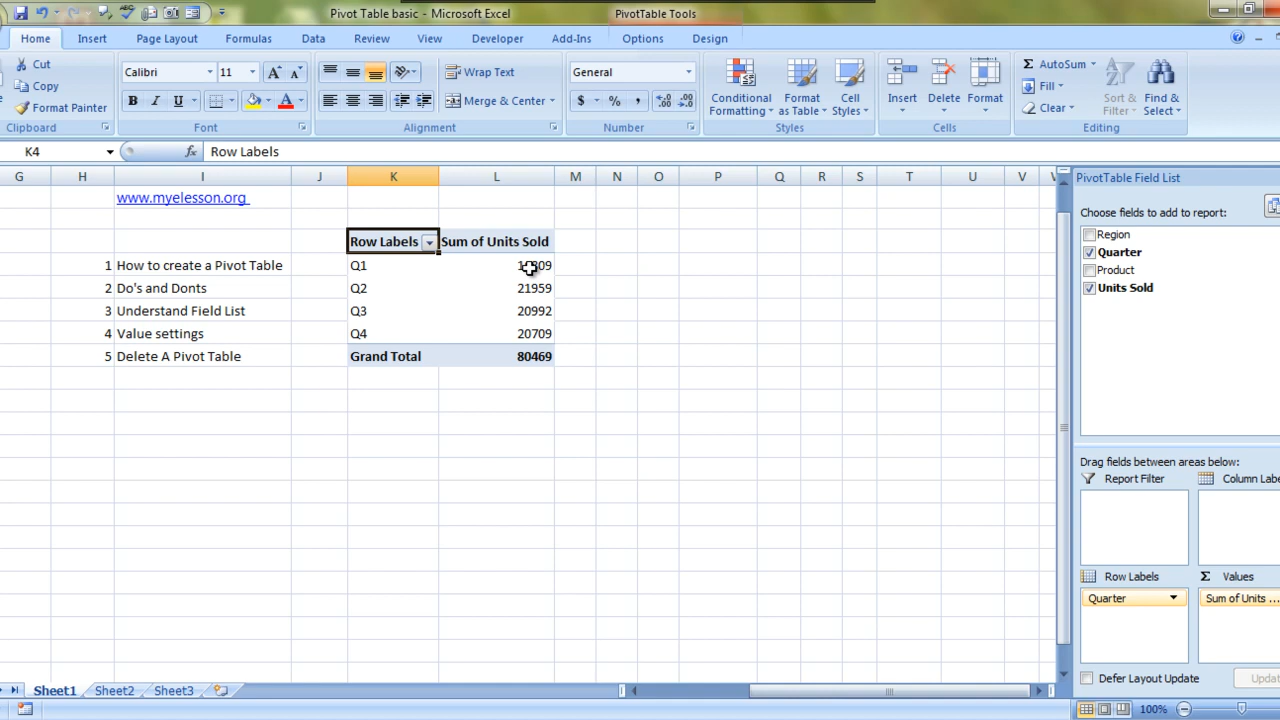 Pivot Table basic - Microsoft Excel
PivotTable Tools
Home Insert Page Layout Formulas Data Review View Developer Add-Ins Options Design
Cut
Copy
Format Painter
Clipboard
Calibri 11
B I U
Font
Wrap Text
Merge & Center
Alignment
General
$ % ,
Number
Conditional Formatting
Format as Table
Cell Styles
Styles
Insert Delete Format
Cells
AutoSum
Fill
Clear
Sort & Filter
Find & Select
Editing
K4 fx Row Labels
G H I J K L M N O P Q R S T U V
www.myelesson.org
Row Labels Sum of Units Sold
1 How to create a Pivot Table Q1
2 Do's and Donts Q2 21959
3 Understand Field List Q3 20992
4 Value settings Q4 20709
5 Delete A Pivot Table Grand Total 80469
PivotTable Field List
Choose fields to add to report:
Region
Quarter
Product
Units Sold
Drag fields between areas below:
Report Filter
Row Labels Σ Values
Quarter Sum of Units ...
Defer Layout Update
Sheet1 Sheet2 Sheet3
100%